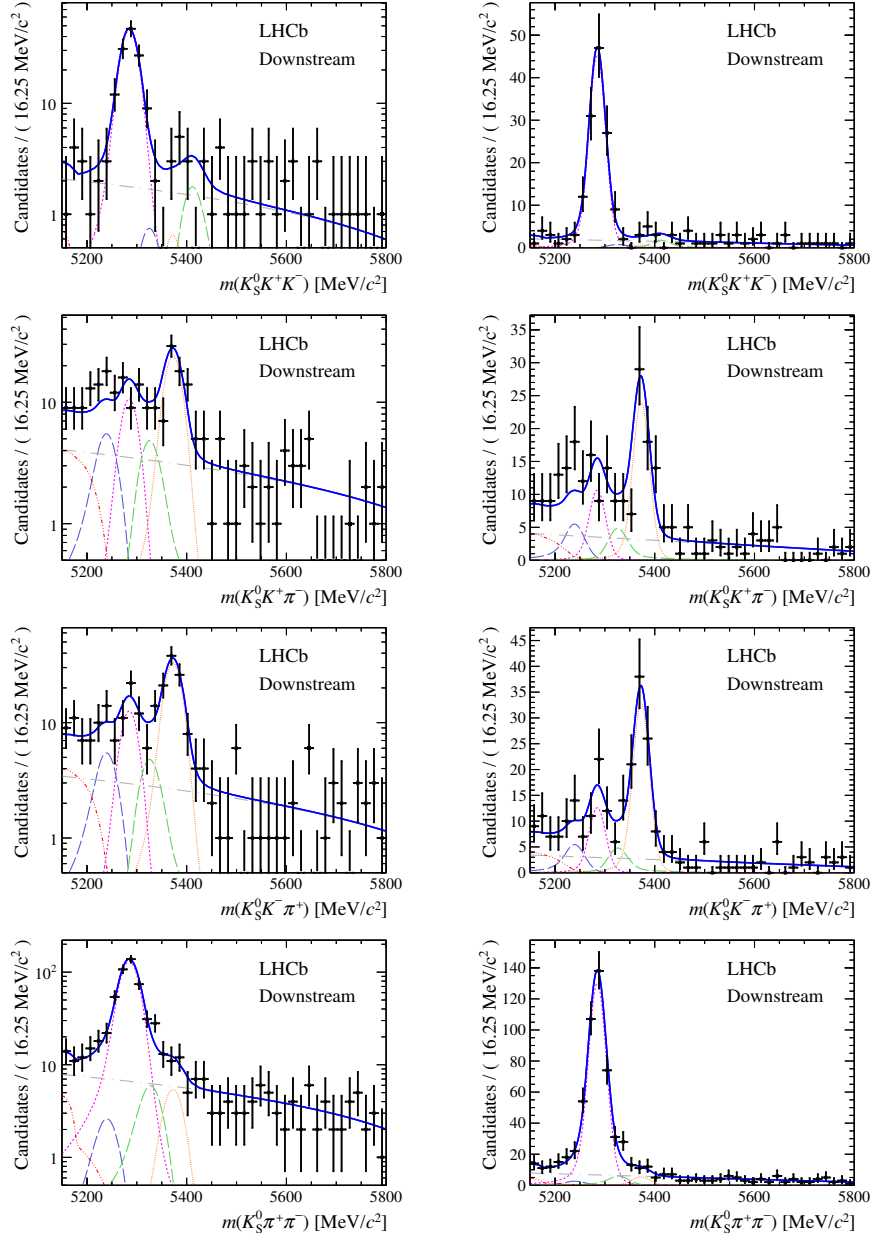 LHCb
Downstream
Candidates / ( 16.25 MeV/c² )
10
1
5200 5400 5600 5800
m(K⁰_S K⁺K⁻) [MeV/c²]
LHCb
Downstream
Candidates / ( 16.25 MeV/c² )
50
40
30
20
10
0
5200 5400 5600 5800
m(K⁰_S K⁺K⁻) [MeV/c²]
LHCb
Downstream
Candidates / ( 16.25 MeV/c² )
10
1
5200 5400 5600 5800
m(K⁰_S K⁺π⁻) [MeV/c²]
LHCb
Downstream
Candidates / ( 16.25 MeV/c² )
35
30
25
20
15
10
5
0
5200 5400 5600 5800
m(K⁰_S K⁺π⁻) [MeV/c²]
LHCb
Downstream
Candidates / ( 16.25 MeV/c² )
10
1
5200 5400 5600 5800
m(K⁰_S K⁻π⁺) [MeV/c²]
LHCb
Downstream
Candidates / ( 16.25 MeV/c² )
45
40
35
30
25
20
15
10
5
0
5200 5400 5600 5800
m(K⁰_S K⁻π⁺) [MeV/c²]
LHCb
Downstream
Candidates / ( 16.25 MeV/c² )
10²
10
1
5200 5400 5600 5800
m(K⁰_S π⁺π⁻) [MeV/c²]
LHCb
Downstream
Candidates / ( 16.25 MeV/c² )
140
120
100
80
60
40
20
0
5200 5400 5600 5800
m(K⁰_S π⁺π⁻) [MeV/c²]